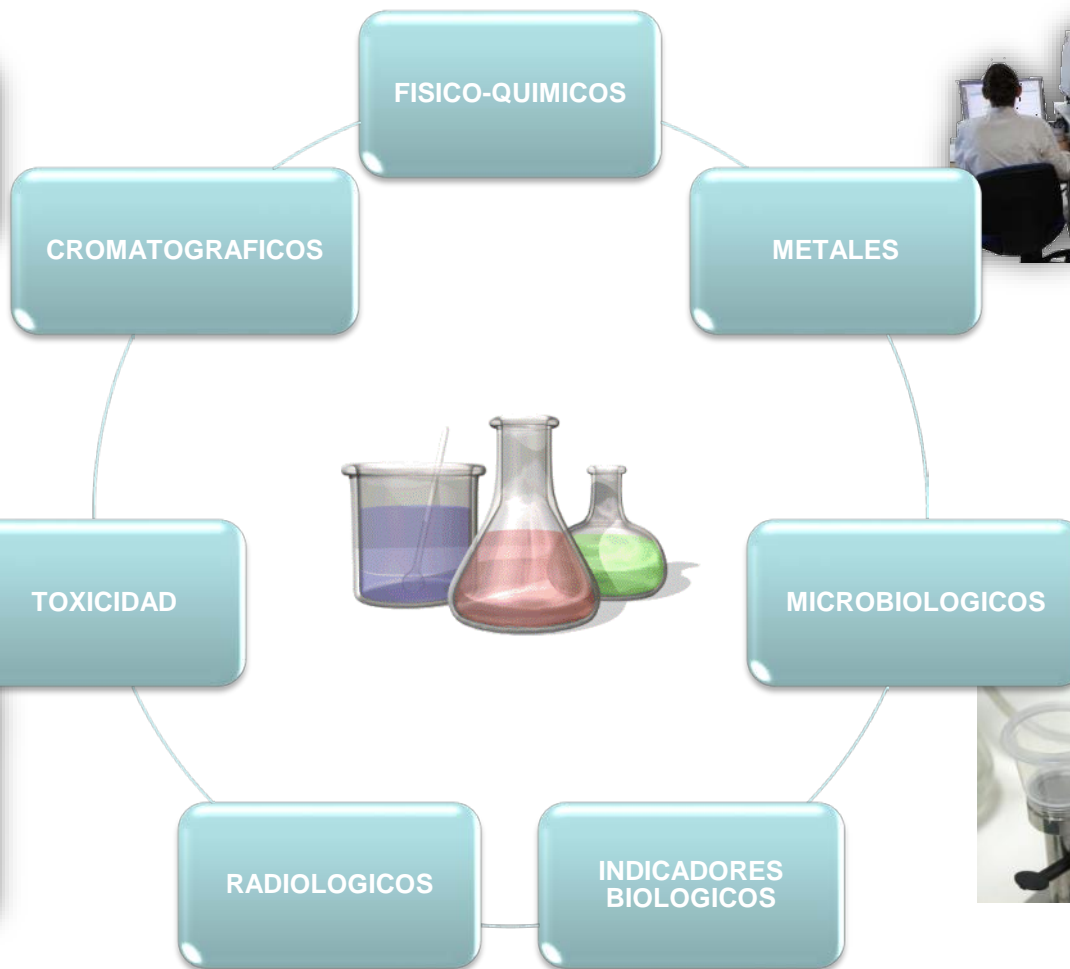 FISICO-QUIMICOS
CROMATOGRAFICOS
METALES
TOXICIDAD
MICROBIOLOGICOS
RADIOLOGICOS
INDICADORES
BIOLOGICOS